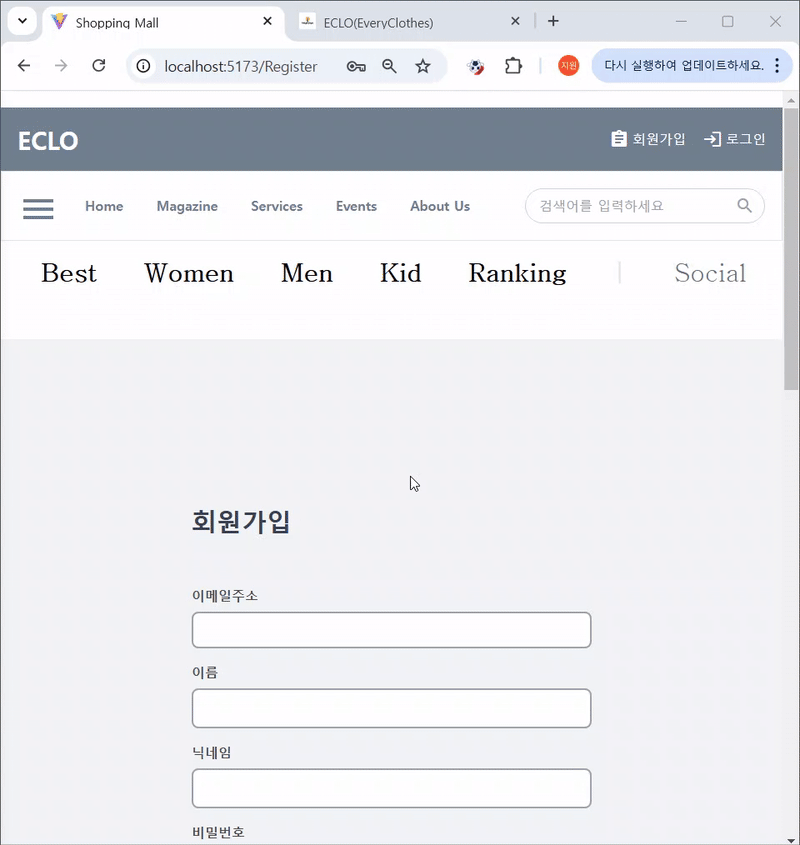 Shopping Mall
ECLO(EveryClothes)
localhost:5173/Register
지원
다시 실행하여 업데이트하세요.
ECLO
회원가입
로그인
Home Magazine Services Events About Us
검색어를 입력하세요
Best Women Men Kid Ranking Social
회원가입
이메일주소
이름
닉네임
비밀번호